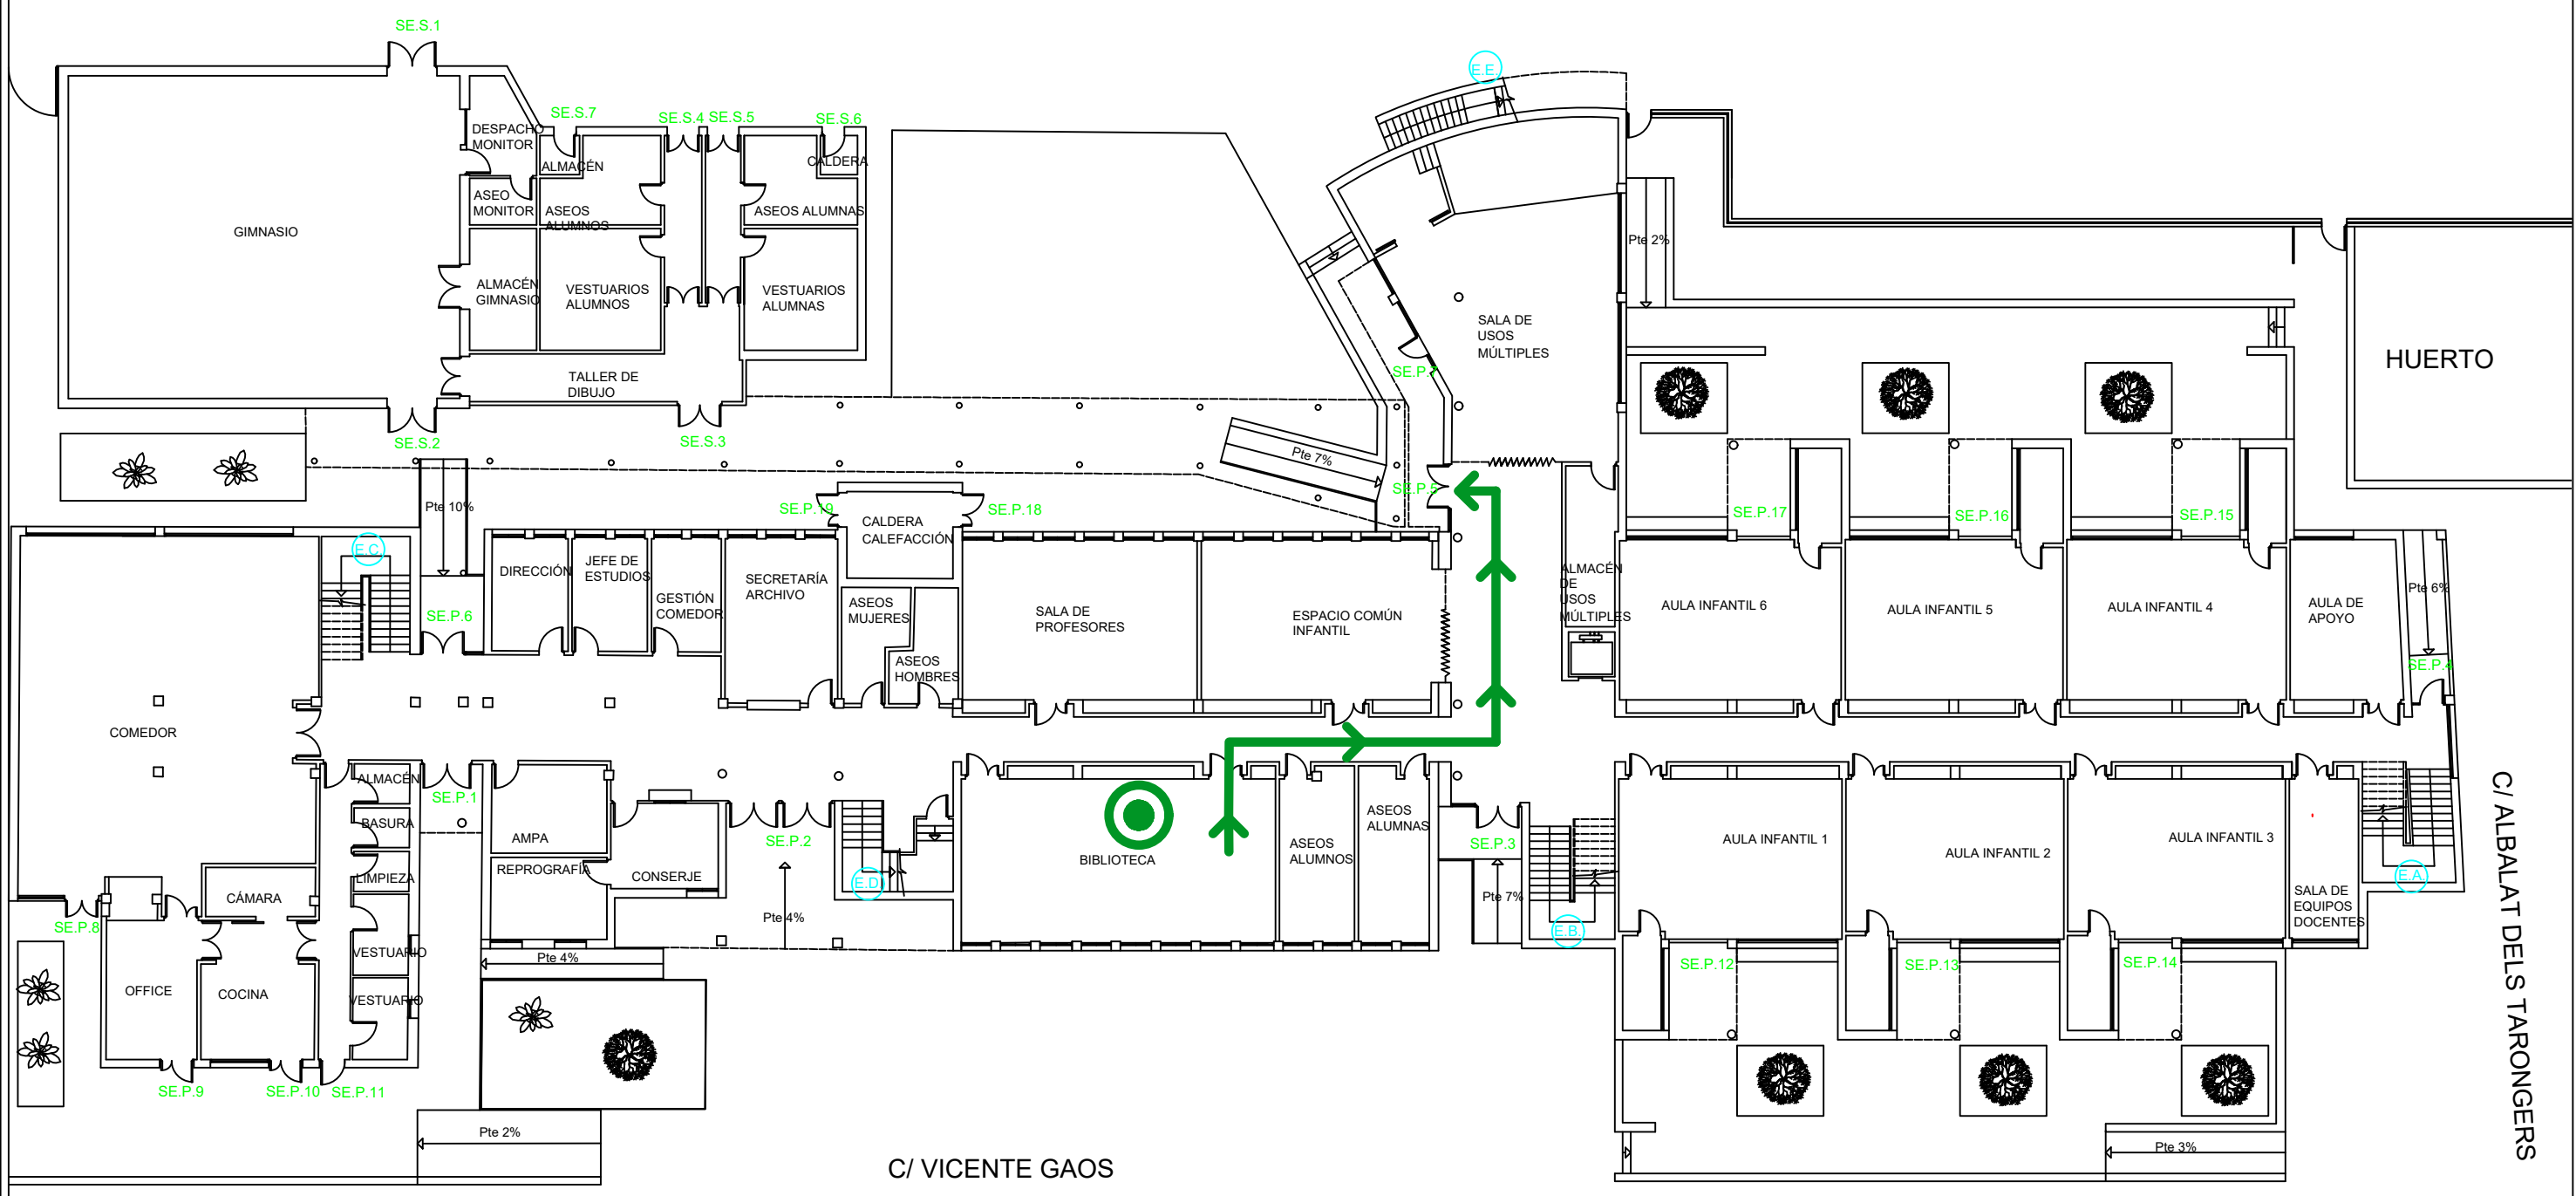 SE.S.1
E.E.
SE.S.7
SE.S.4
SE.S.5
SE.S.6
DESPACHO
MONITOR
ALMACÉN
CALDERA
ASEO
MONITOR
ASEOS
ALUMNOS
ASEOS ALUMNAS
GIMNASIO
Pte 2%
ALMACÉN
GIMNASIO
VESTUARIOS
ALUMNOS
VESTUARIOS
ALUMNAS
SALA DE
USOS
MÚLTIPLES
HUERTO
SE.P.7
TALLER DE
DIBUJO
SE.S.2
SE.S.3
Pte 7%
SE.P.5
Pte 10%
SE.P.19
SE.P.18
SE.P.17
SE.P.16
SE.P.15
CALDERA
CALEFACCIÓN
E.C.
DIRECCIÓN
JEFE DE
ESTUDIOS
SECRETARÍA
ARCHIVO
GESTIÓN
COMEDOR
ASEOS
MUJERES
SALA DE
PROFESORES
ESPACIO COMÚN
INFANTIL
ALMACÉN
DE
USOS
MÚLTIPLES
AULA INFANTIL 6
AULA INFANTIL 5
AULA INFANTIL 4
AULA DE
APOYO
Pte 6%
SE.P.6
ASEOS
HOMBRES
SE.P.4
COMEDOR
ALMACÉN
SE.P.1
BASURA
AMPA
SE.P.2
BIBLIOTECA
ASEOS
ALUMNOS
ASEOS
ALUMNAS
SE.P.3
AULA INFANTIL 1
AULA INFANTIL 2
AULA INFANTIL 3
LIMPIEZA
REPROGRAFÍA
CONSERJE
E.D.
E.A.
CÁMARA
Pte 4%
Pte 7%
SALA DE
EQUIPOS
DOCENTES
SE.P.8
E.B.
VESTUARIO
Pte 4%
SE.P.12
SE.P.13
SE.P.14
OFFICE
COCINA
VESTUARIO
C/ ALBALAT DELS TARONGERS
SE.P.9
SE.P.10
SE.P.11
Pte 2%
Pte 3%
C/ VICENTE GAOS